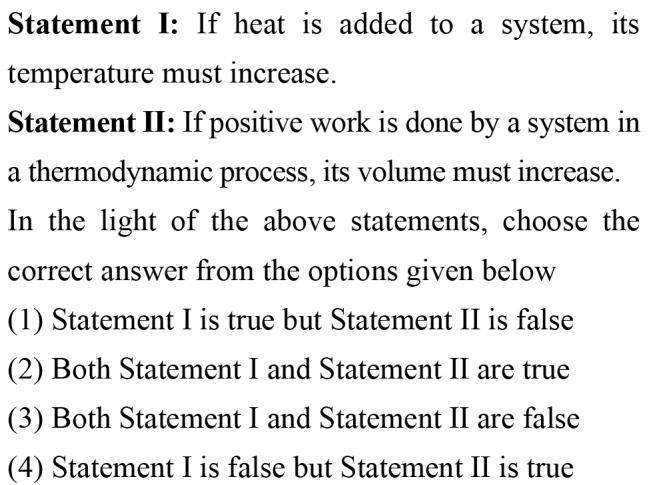 Statement I: If heat is added to a system, its
temperature must increase.
Statement II: If positive work is done by a system in
a thermodynamic process, its volume must increase.
In the light of the above statements, choose the
correct answer from the options given below
(1) Statement I is true but Statement II is false
(2) Both Statement I and Statement II are true
(3) Both Statement I and Statement II are false
(4) Statement I is false but Statement II is true